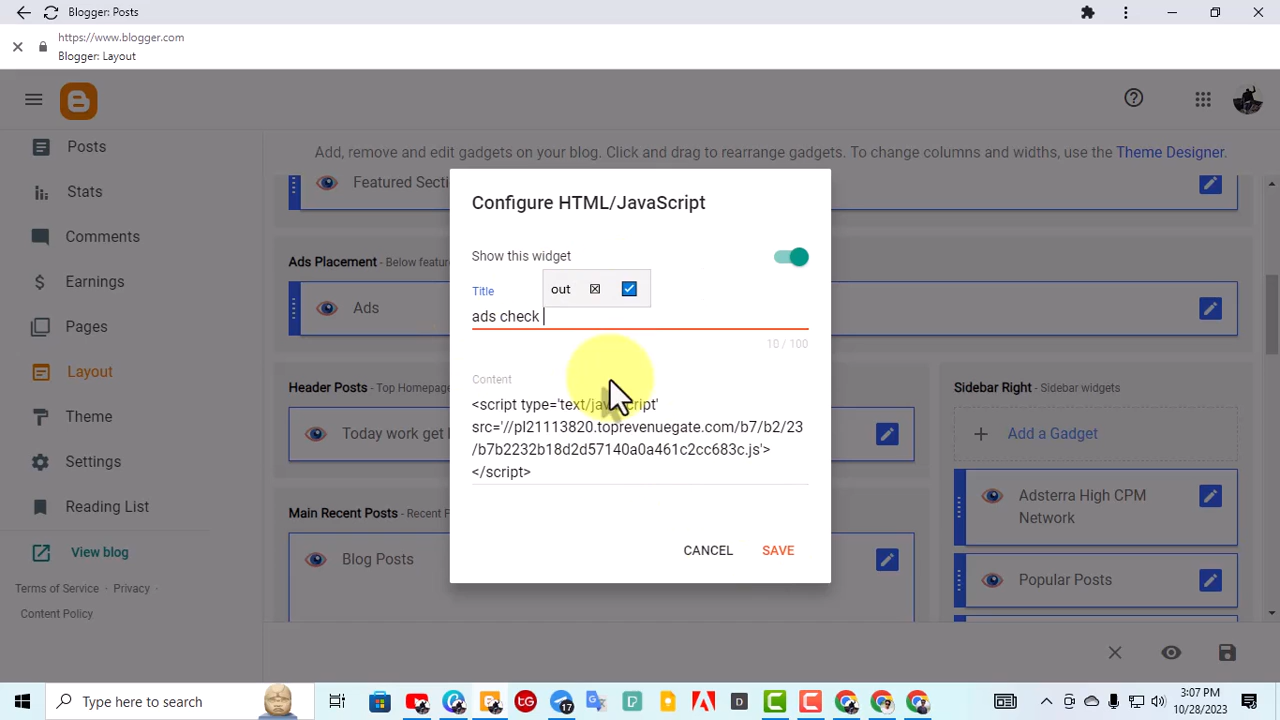 Blogger: Posts
https://www.blogger.com
Blogger: Layout
Posts
Stats
Comments
Earnings
Pages
Layout
Theme
Settings
Reading List
View blog
Terms of Service · Privacy ·
Content Policy
Add, remove and edit gadgets on your blog. Click and drag to rearrange gadgets. To change columns and widths, use the Theme Designer.
Featured Secti
Ads Placement - Below featur
Ads
Header Posts - Top Homepag
Today work get
Main Recent Posts - Recent P
Blog Posts
Configure HTML/JavaScript
Show this widget
Title
out
ads check
10 / 100
Content
<script type='text/javascript'
src='//pl21113820.toprevenuegate.com/b7/b2/23
/b7b2232b18d2d57140a0a461c2cc683c.js'>
</script>
CANCEL
SAVE
Sidebar Right - Sidebar widgets
Add a Gadget
Adsterra High CPM
Network
Popular Posts
Type here to search
17
3:07 PM
10/28/2023